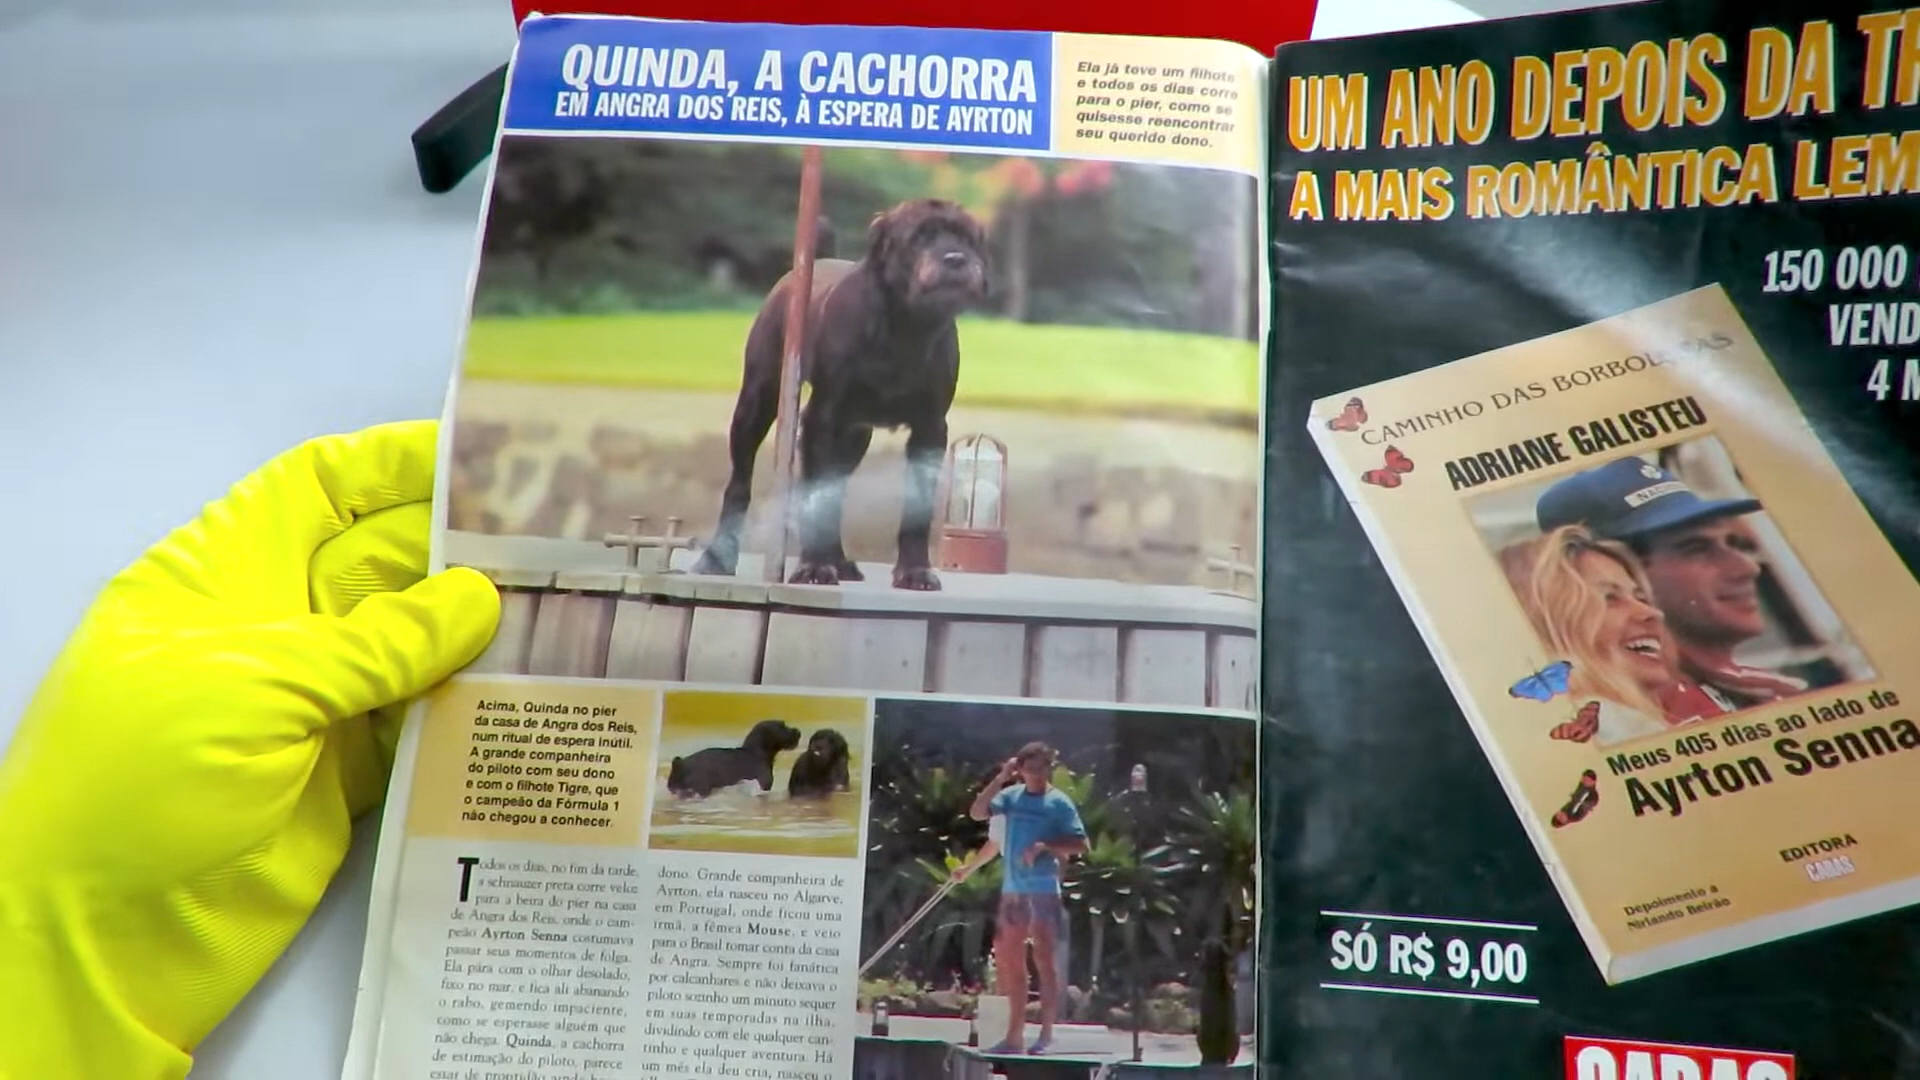 QUINDA, A CACHORRA
EM ANGRA DOS REIS, À ESPERA DE AYRTON
Ela já teve um filhote
e todos os dias corre
para o pier, como se
quisesse reencontrar
seu querido dono.
Acima, Quinda no pier
da casa de Angra dos Reis,
num ritual de espera inútil.
A grande companheira
do piloto com seu dono
e com o filhote Tigre, que
o campeão da Fórmula 1
não chegou a conhecer.
Todos os dias, no fim da tarde,
a schnauzer preta corre veloz
para a beira do pier na casa
de Angra dos Reis, onde o cam-
peão Ayrton Senna costumava
passar seus momentos de folga.
Ela pára com o olhar desolado,
fixo no mar, e fica ali abanando
o rabo, gemendo impaciente,
como se esperasse alguém que
não chega. Quinda, a cachorra
de estimação do piloto, parece
estar de prontidão ainda
dono. Grande companheira de
Ayrton, ela nasceu no Algarve,
em Portugal, onde ficou uma
irmã, a fêmea Mouse, e veio
para o Brasil tomar conta da casa
de Angra. Sempre foi fanática
por calcanhares e não deixava o
piloto sozinho um minuto sequer
em suas temporadas na ilha,
dividindo com ele qualquer can-
tinho e qualquer aventura. Há
um mês ela deu cria, nasceu o
UM ANO DEPOIS DA
A MAIS ROMÂNTICA
150 000
4
CAMINHO DAS
ADRIANE GALISTEU
Meus 405 dias ao lado de
Ayrton Senna
EDITORA
CARAS
Depoimento a
Nirlando Beirão
SÓ R$ 9,00
CARAS